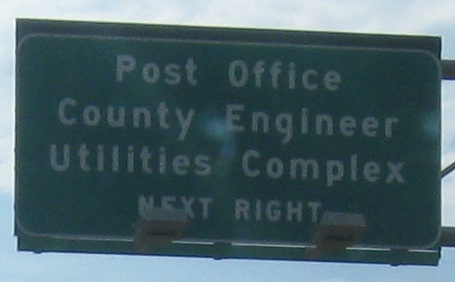 Post Office
County Engineer
Utilities Complex
NEXT RIGHT